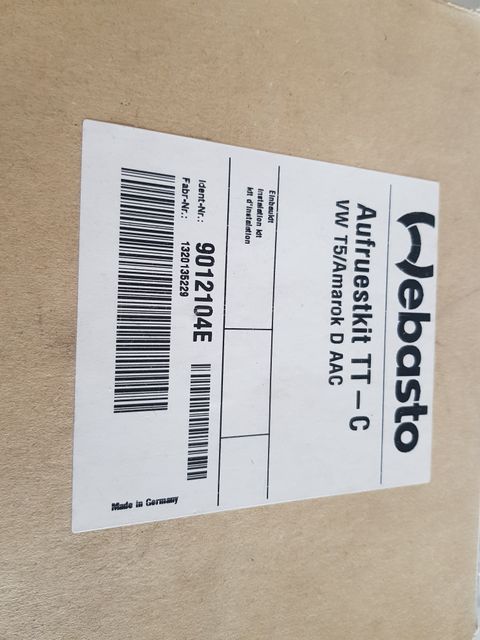 Webasto
Aufruestkit TT – C
VW T5/Amarok D AAC
Einbaukit
Installation kit
kit d'installation
Ident-Nr.: 9012104E
Fabr-Nr.: 1320135229
Made in Germany